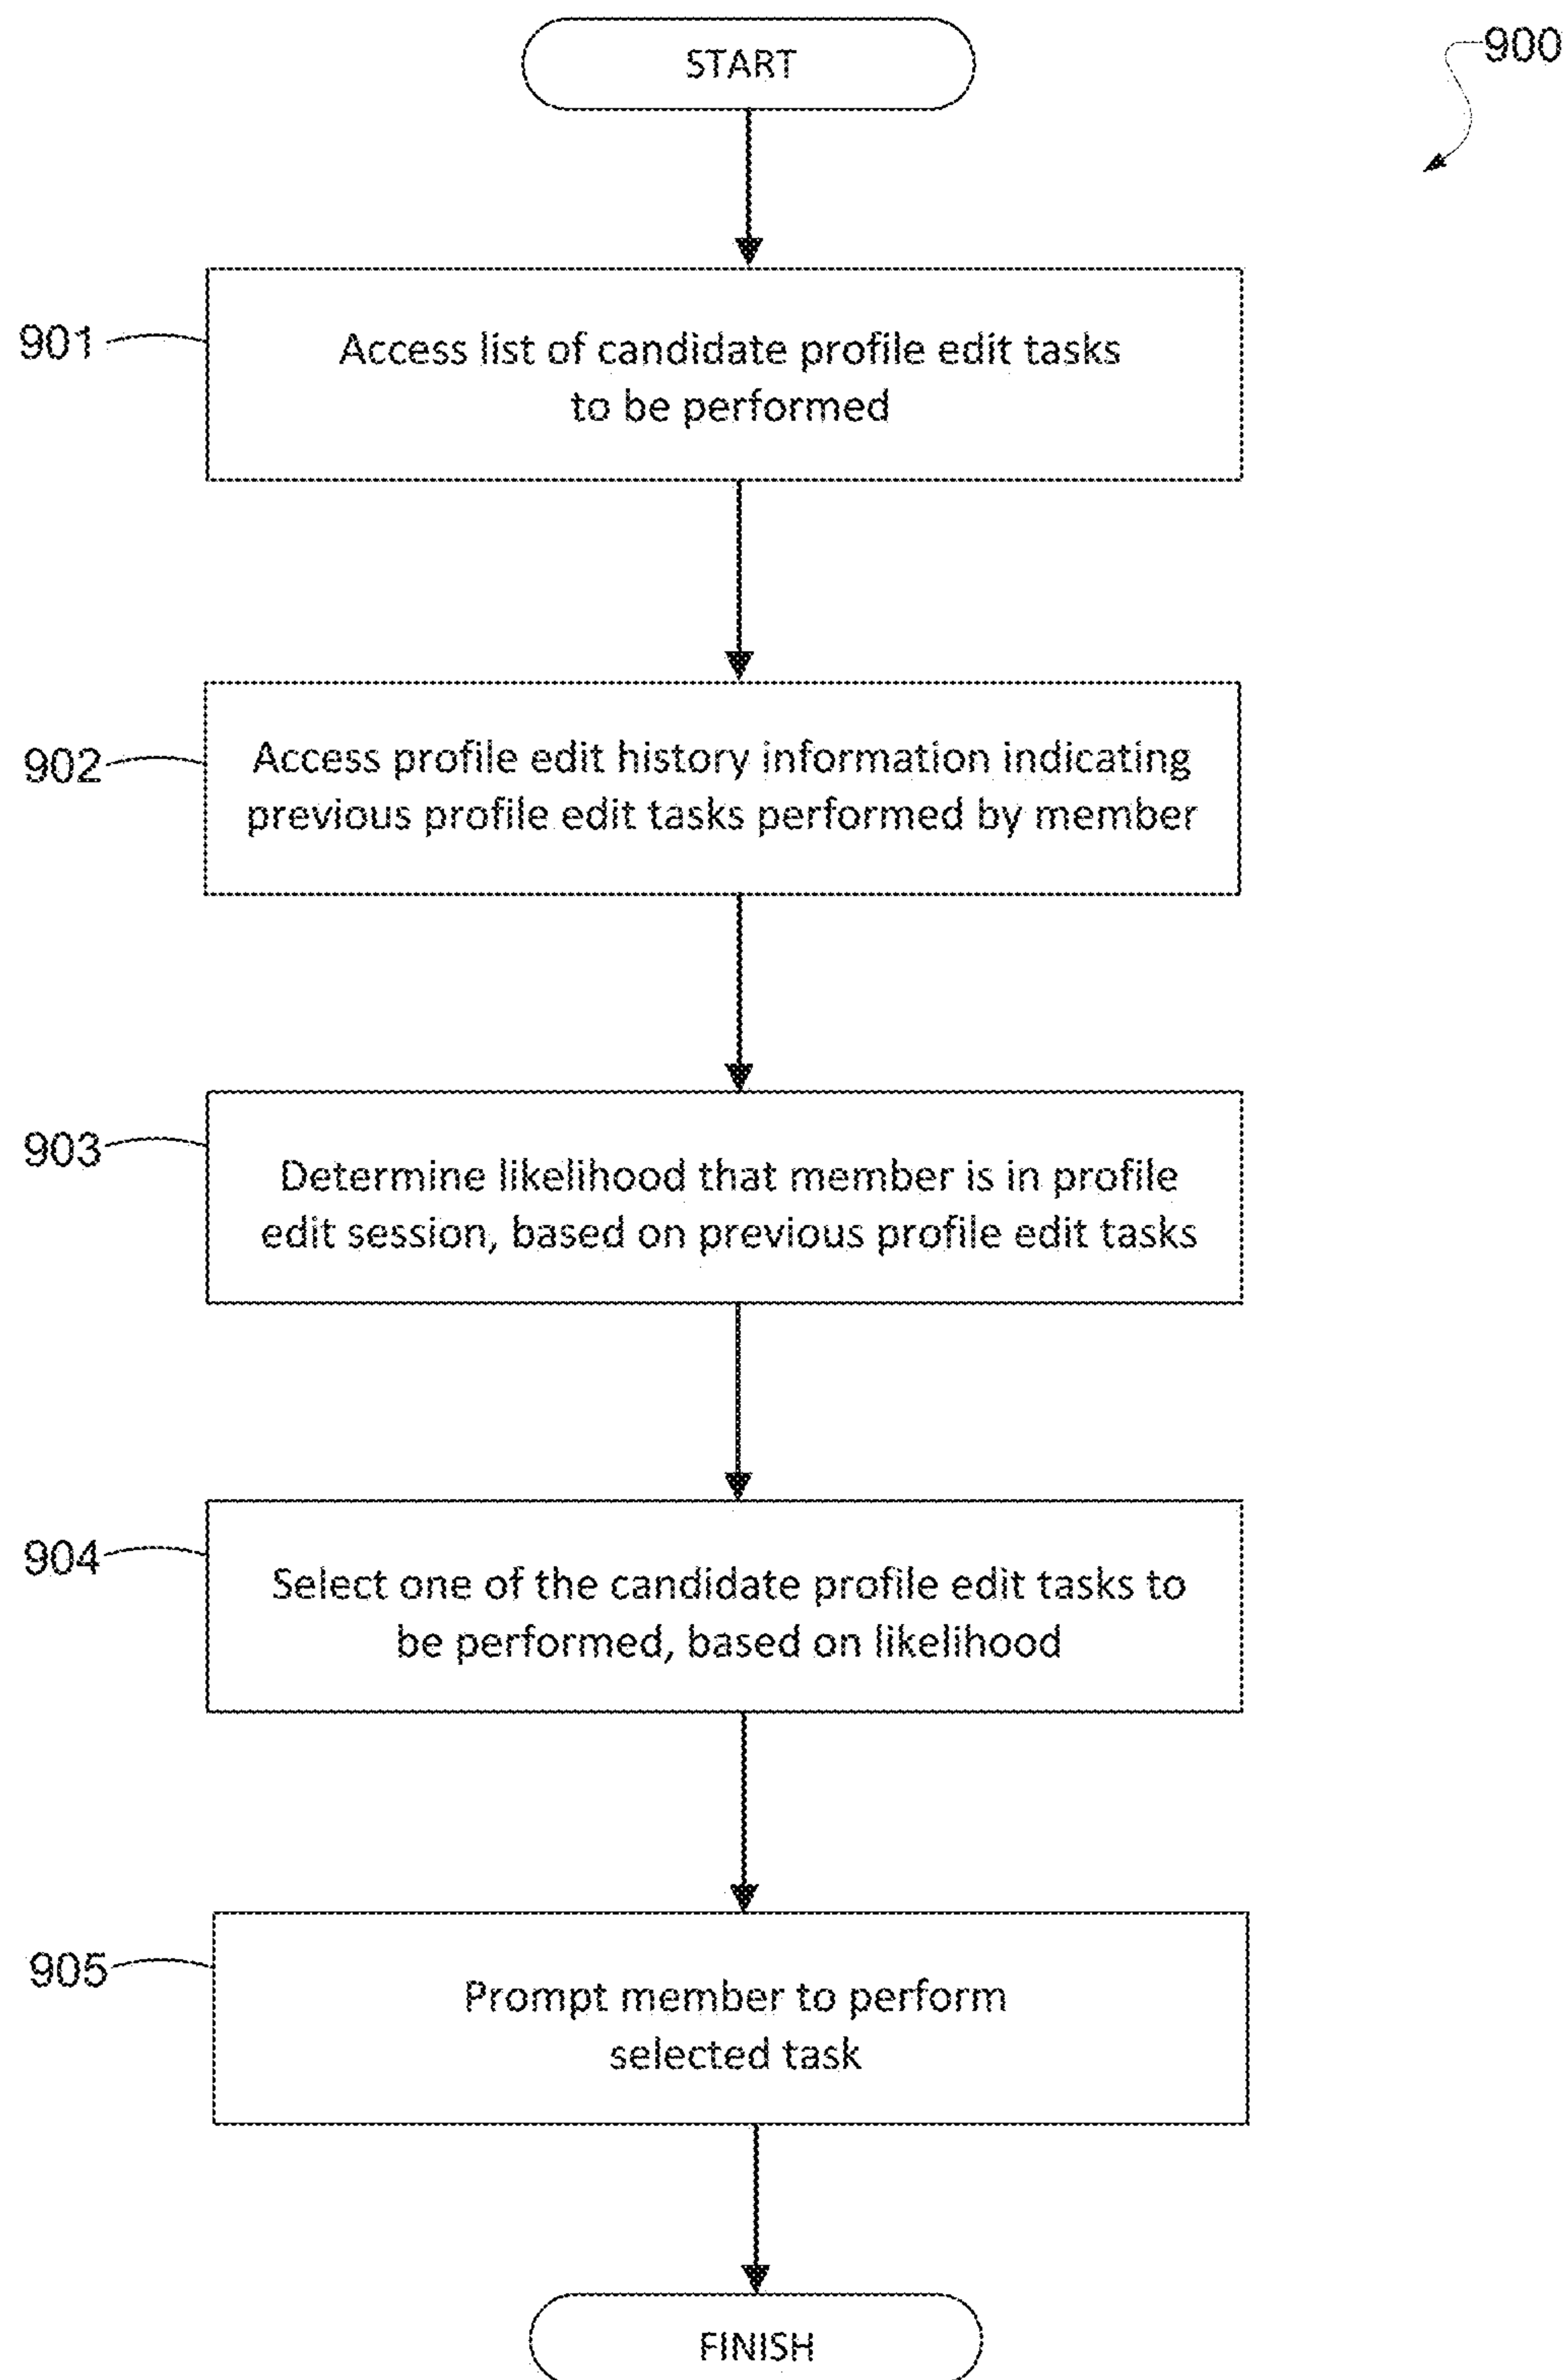 START
900
901
Access list of candidate profile edit tasks
to be performed
902
Access profile edit history information indicating
previous profile edit tasks performed by member
903
Determine likelihood that member is in profile
edit session, based on previous profile edit tasks
904
Select one of the candidate profile edit tasks to
be performed, based on likelihood
905
Prompt member to perform
selected task
FINISH